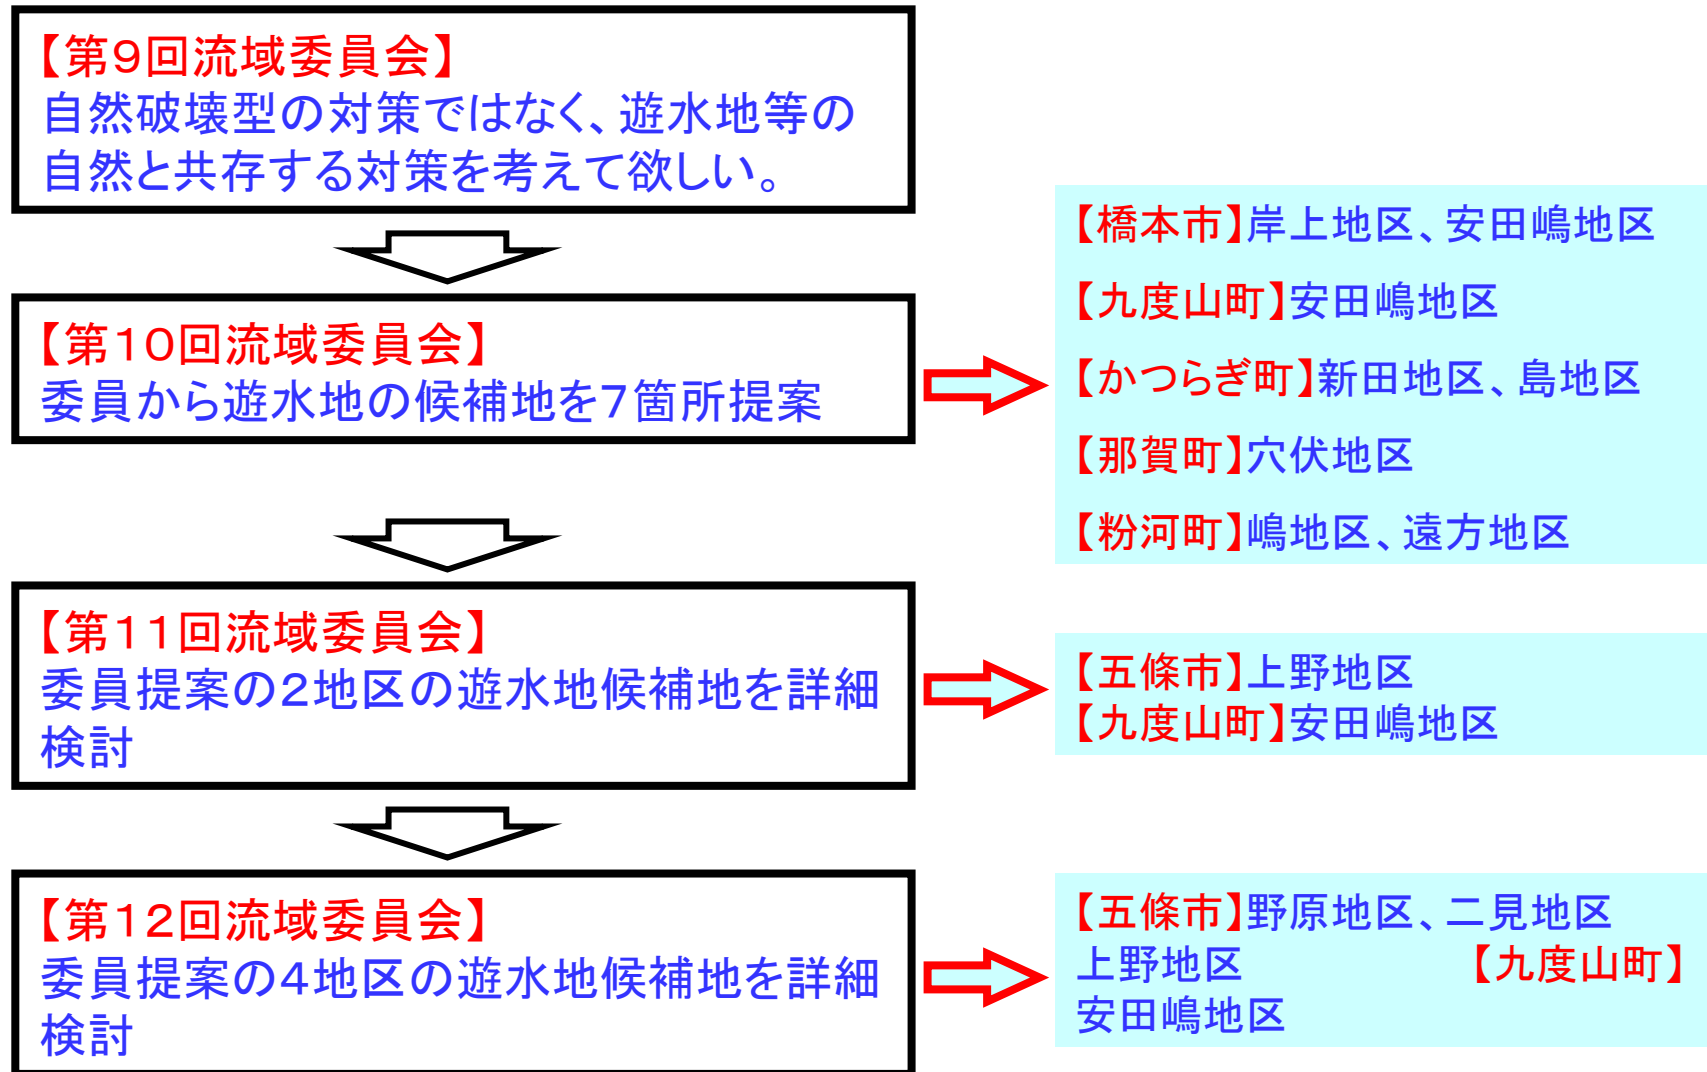 【第９回流域委員会】
自然破壊型の対策ではなく、遊水地等の
自然と共存する対策を考えて欲しい。
【第１０回流域委員会】
委員から遊水地の候補地を７箇所提案
【橋本市】岸上地区、安田嶋地区
【九度山町】安田嶋地区
【かつらぎ町】新田地区、島地区
【那賀町】穴伏地区
【粉河町】嶋地区、遠方地区
【第１１回流域委員会】
委員提案の２地区の遊水地候補地を詳細
検討
【五條市】上野地区
【九度山町】安田嶋地区
【第１２回流域委員会】
委員提案の４地区の遊水地候補地を詳細
検討
【五條市】野原地区、二見地区
上野地区　【九度山町】
安田嶋地区